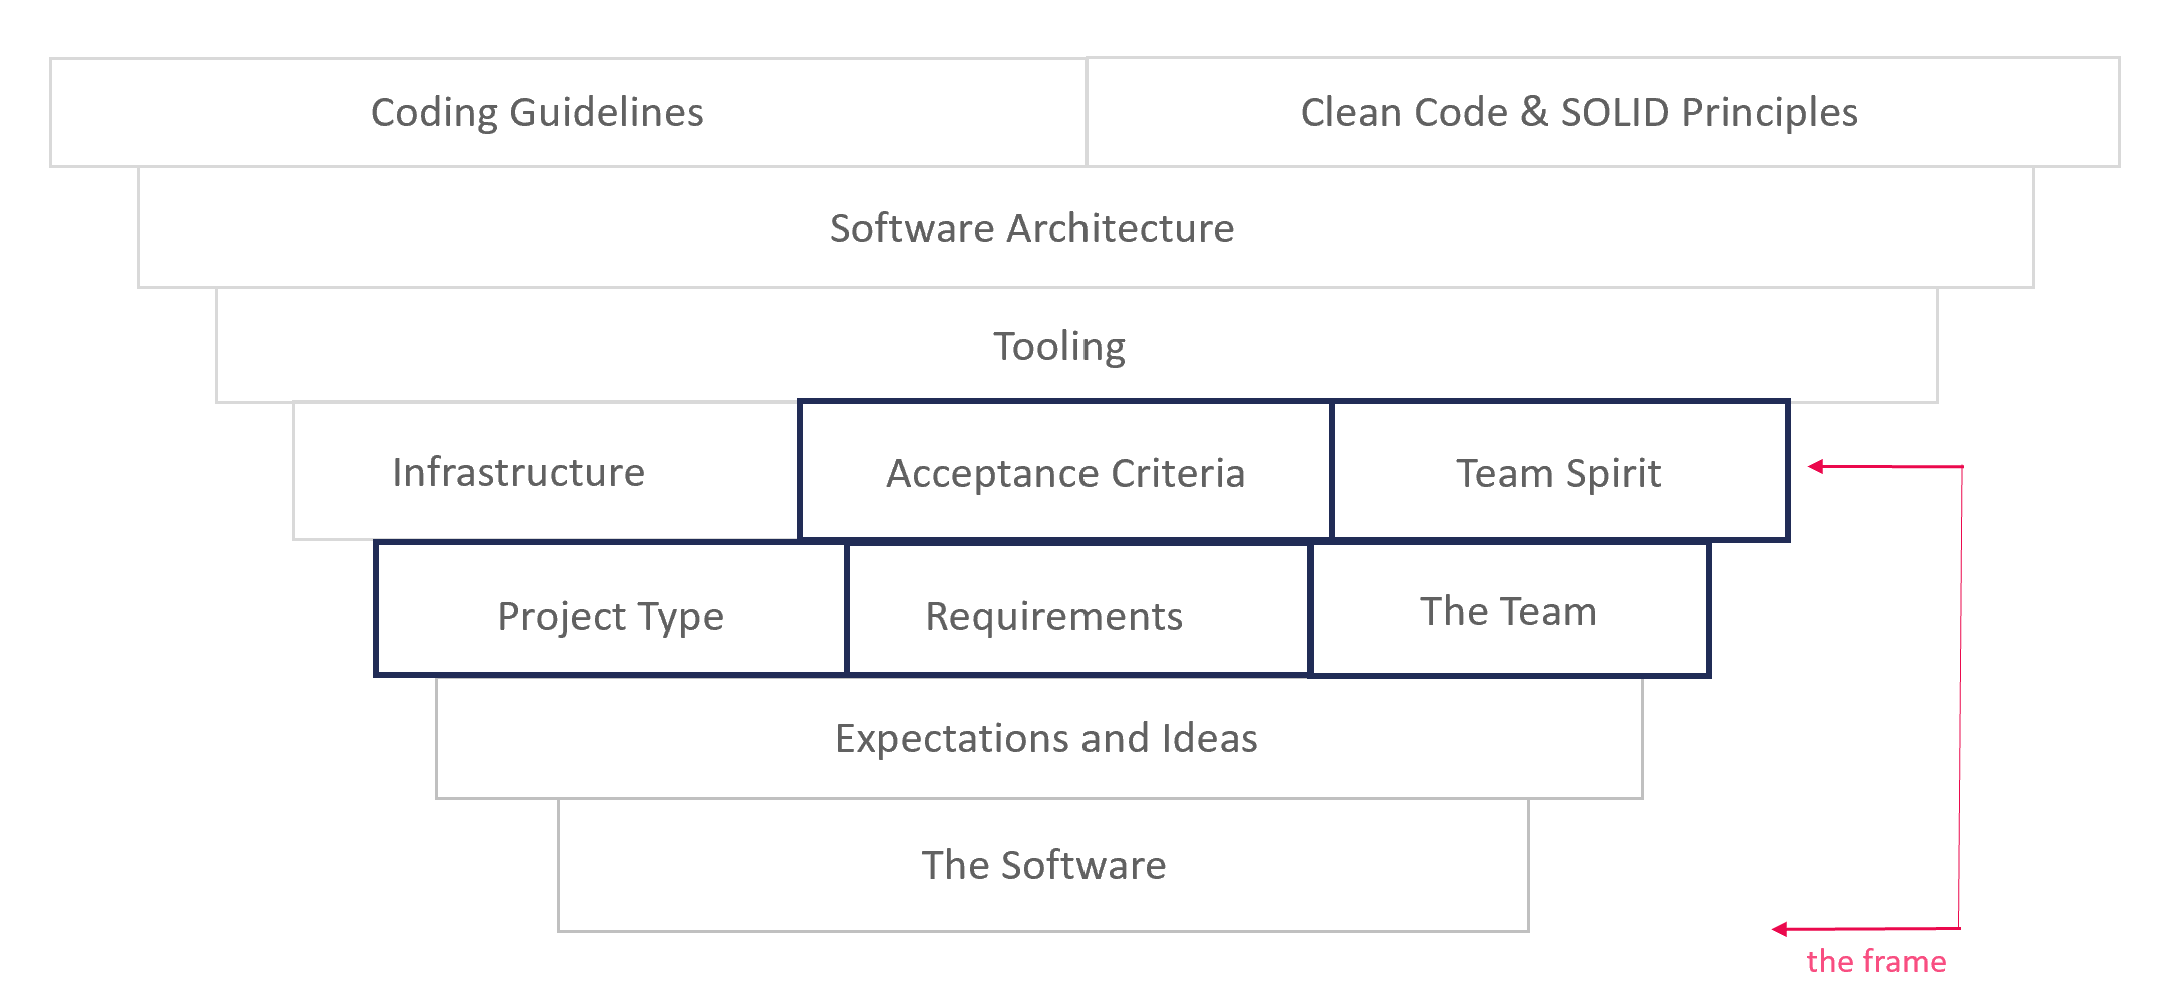 Coding Guidelines
Clean Code & SOLID Principles
Software Architecture
Tooling
Infrastructure
Acceptance Criteria
Team Spirit
Project Type
Requirements
The Team
Expectations and Ideas
The Software
the frame